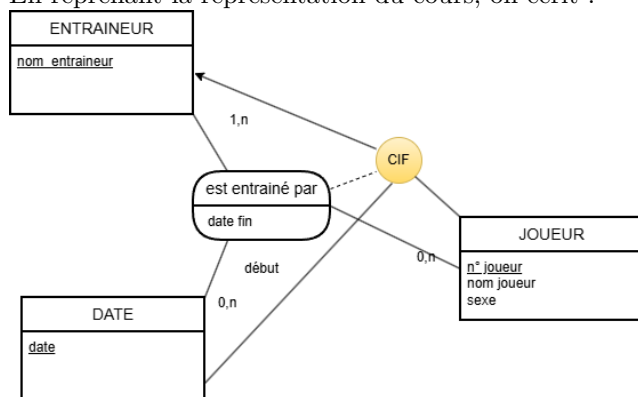 En reprenant la représentation du cours, on écrit :
ENTRAINEUR
nom_entraineur
1,n
CIF
est entrainé par
date fin
JOUEUR
n° joueur
nom joueur
sexe
0,n
début
0,n
DATE
date